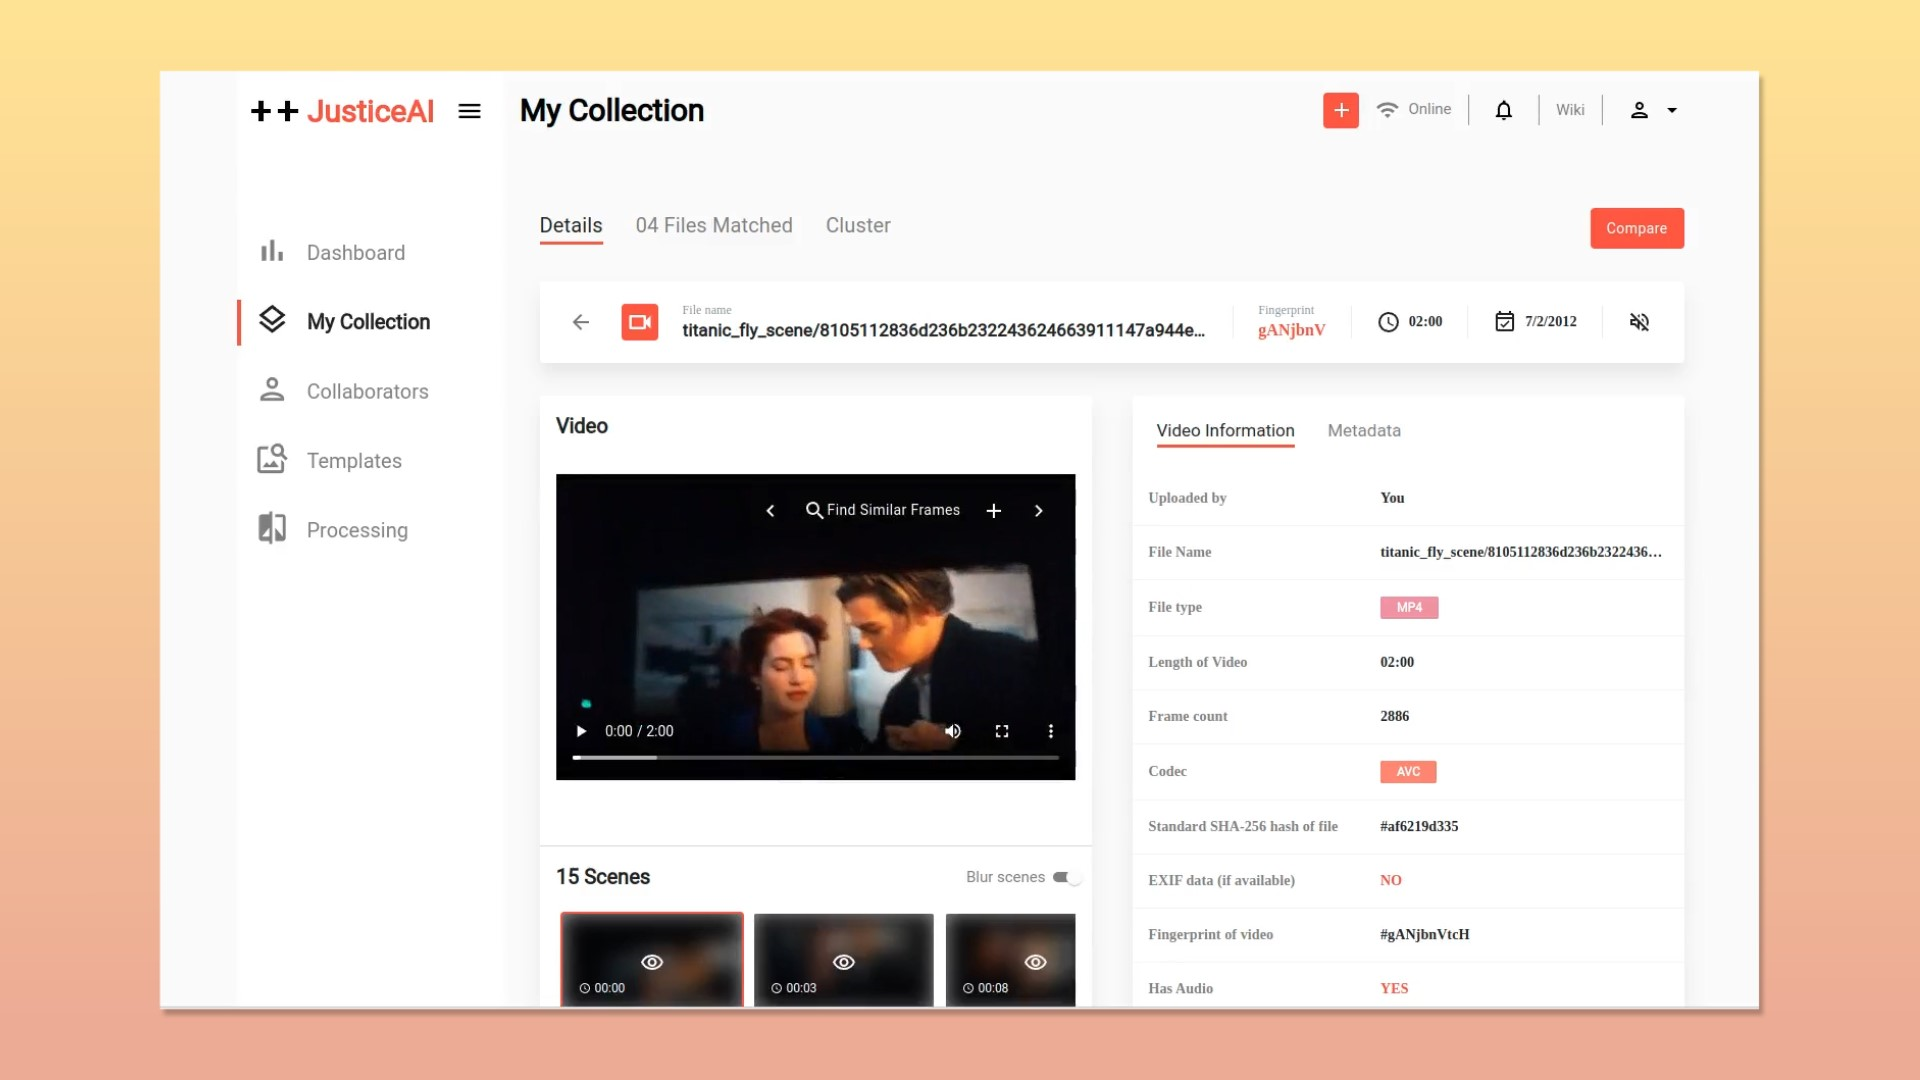 ++ JusticeAI
My Collection
Online
Wiki
Dashboard
My Collection
Collaborators
Templates
Processing
Details
04 Files Matched
Cluster
Compare
File name
titanic_fly_scene/8105112836d236b232243624663911147a944e...
Fingerprint
gANjbnV
02:00
7/2/2012
Video
Find Similar Frames
0:00 / 2:00
15 Scenes
Blur scenes
00:00
00:03
00:08
Video Information
Metadata
Uploaded by
You
File Name
titanic_fly_scene/8105112836d236b2322436...
File type
MP4
Length of Video
02:00
Frame count
2886
Codec
AVC
Standard SHA-256 hash of file
#af6219d335
EXIF data (if available)
NO
Fingerprint of video
#gANjbnVtcH
Has Audio
YES